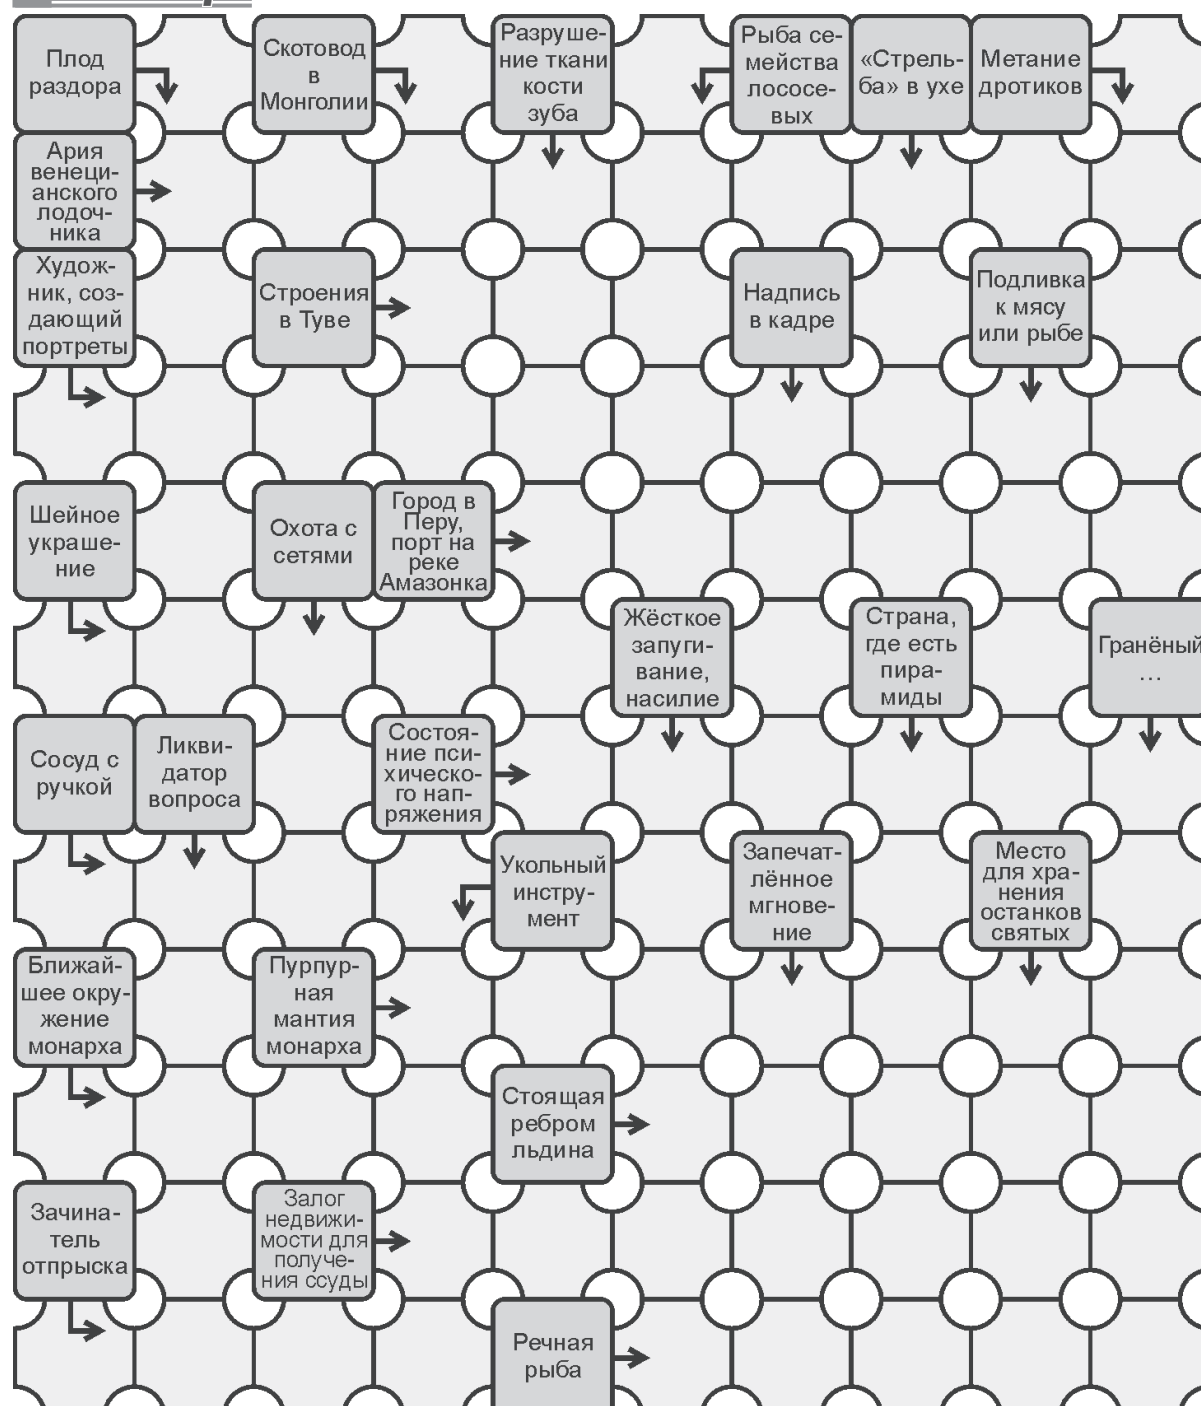 Плод
раздора
Скотовод
в
Монголии
Разруше-
ние ткани
кости
зуба
Рыба се-
мейства
лососе-
вых
«Стрель-
ба» в ухе
Метание
дротиков
Ария
венеци-
анского
лодоч-
ника
Худож-
ник, соз-
дающий
портреты
Строения
в Туве
Надпись
в кадре
Подливка
к мясу
или рыбе
Шейное
украше-
ние
Охота с
сетями
Город в
Перу,
порт на
реке
Амазонка
Жёсткое
запуги-
вание,
насилие
Страна,
где есть
пира-
миды
Гранёный
...
Сосуд с
ручкой
Ликви-
датор
вопроса
Состоя-
ние пси-
хическо-
го нап-
ряжения
Укольный
инстру-
мент
Запечат-
лённое
мгнове-
ние
Место
для хра-
нения
останков
святых
Ближай-
шее окру-
жение
монарха
Пурпур-
ная
мантия
монарха
Стоящая
ребром
льдина
Зачина-
тель
отпрыска
Залог
недвижи-
мости для
получе-
ния ссуды
Речная
рыба